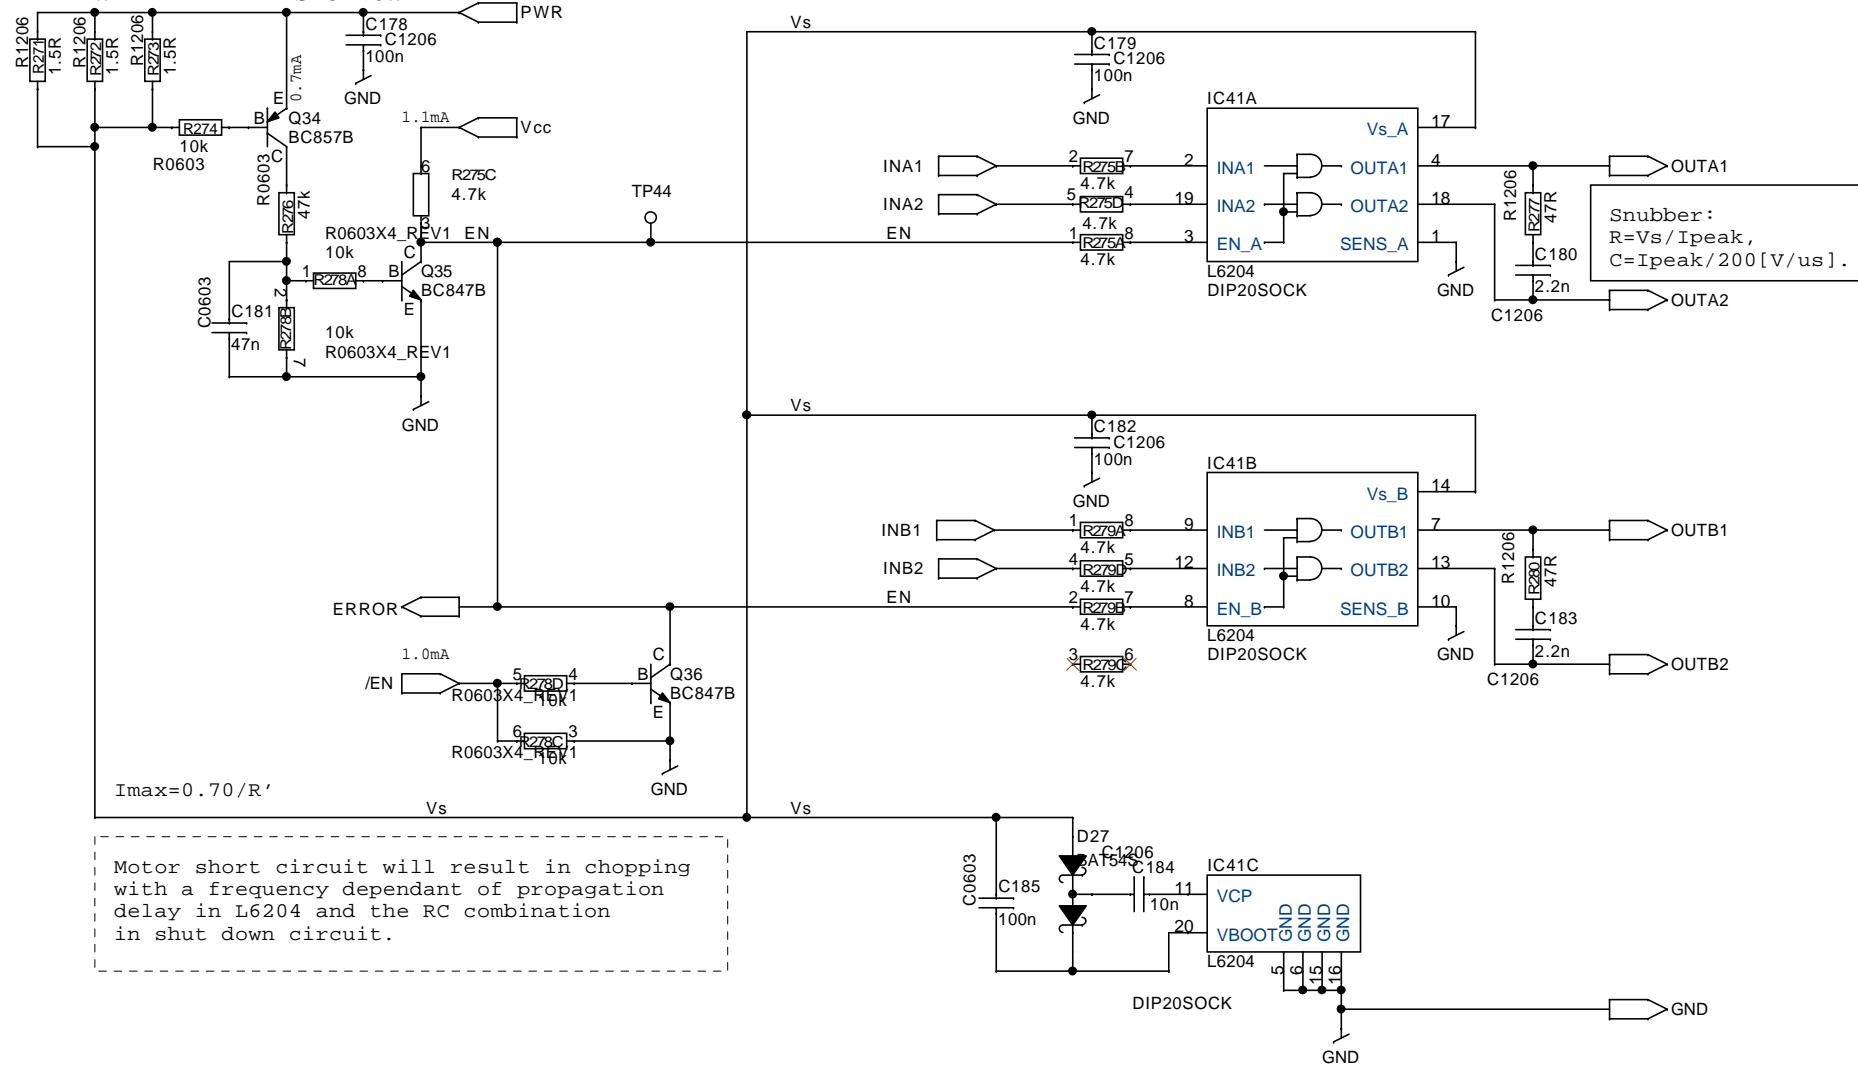 R1206
R271
1.5R
R1206
R272
1.5R
R1206
R273
1.5R
PWR
C178
C1206
100n
GND
0.7mA
E
B
C
Q34
BC857B
R274
10k
R0603
R0603
R276
47k
1.1mA
Vcc
6
R275C
4.7k
3
R0603X4_REV1
10k
EN
TP44
1
R278A
8
C
B
E
Q35
BC847B
C0603
C181
47n
2
R278B
7
10k
R0603X4_REV1
GND
Vs
C179
C1206
100n
GND
IC41A
Vs_A
17
INA1
2
R275B
7
4.7k
2
INA1
OUTA1
4
OUTA1
INA2
5
R275D
4
4.7k
19
INA2
OUTA2
18
EN
1
R275A
8
4.7k
3
EN_A
SENS_A
1
L6204
DIP20SOCK
GND
R1206
R277
47R
C180
2.2n
C1206
OUTA2
Snubber:
R=Vs/Ipeak,
C=Ipeak/200[V/us].
Vs
C182
C1206
100n
GND
IC41B
Vs_B
14
INB1
1
R279A
8
4.7k
9
INB1
OUTB1
7
OUTB1
INB2
4
R279D
5
4.7k
12
INB2
OUTB2
13
EN
2
R279B
7
4.7k
8
EN_B
SENS_B
10
L6204
DIP20SOCK
GND
3
R279C
6
4.7k
R1206
R280
47R
C183
2.2n
C1206
OUTB2
ERROR
1.0mA
/EN
5
R278D
4
R0603X4_REV1
10k
6
R278C
3
R0603X4_REV1
10k
C
B
E
Q36
BC847B
GND
Imax=0.70/R'
Vs
Vs
Motor short circuit will result in chopping
with a frequency dependant of propagation
delay in L6204 and the RC combination
in shut down circuit.
C0603
C185
100n
D27
BAT54S
C1206
C184
10n
IC41C
11
VCP
20
VBOOT
GND
GND
GND
GND
L6204
5
6
15
16
DIP20SOCK
GND
GND